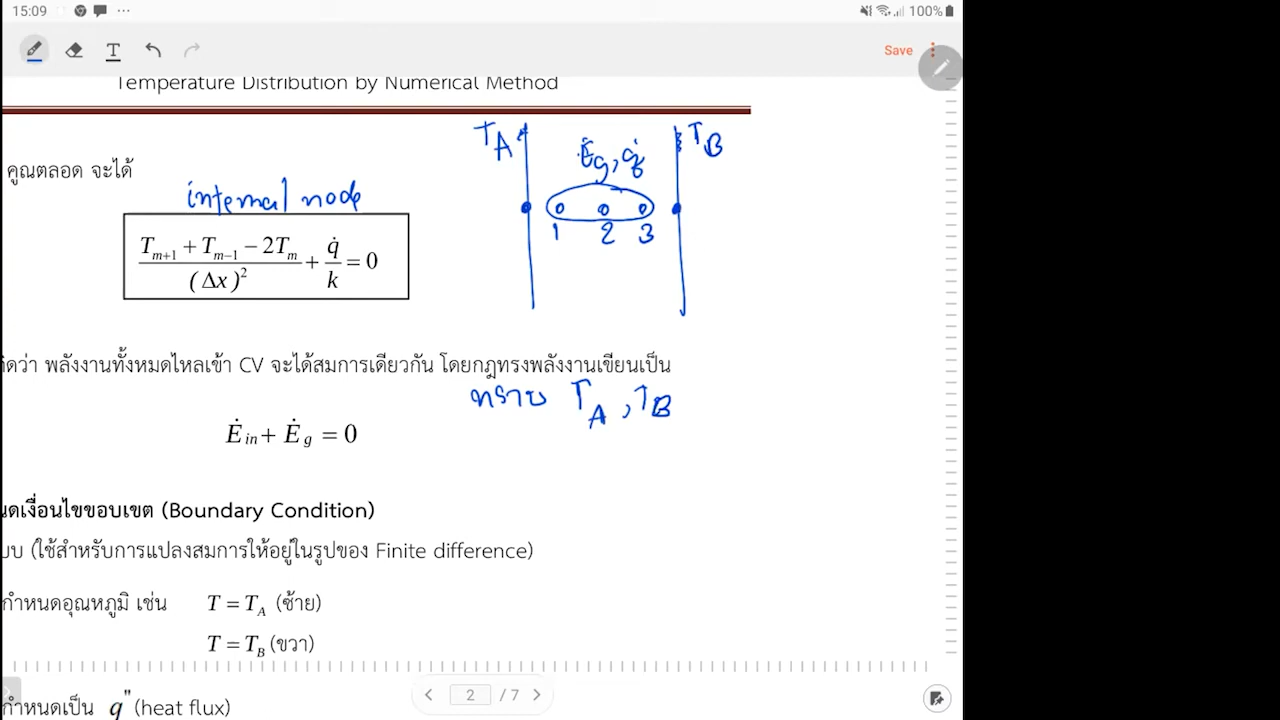 15:09 ... 100%
T Save
Temperature Distribution by Numerical Method
T_A Ė_g, q̇ T_B
คูณตลอด จะได้
internal node
1 2 3
(T_{m+1} + T_{m-1} - 2T_m) / (Δx)^2 + q̇ / k = 0
คิดว่า พลังงานทั้งหมดไหลเข้า CV จะได้สมการเดียวกัน โดยกฎทรงพลังงานเขียนเป็น
ทราบ T_A, T_B
Ė_in + Ė_g = 0
นดเงื่อนไขขอบเขต (Boundary Condition)
บบ (ใช้สำหรับการแปลงสมการให้อยู่ในรูปของ Finite difference)
กำหนดอุณหภูมิ เช่น T = T_A (ซ้าย)
T = T_B (ขวา)
2 / 7
กำหนดเป็น q" (heat flux)